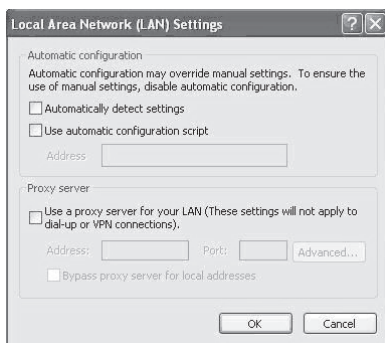 Local Area Network (LAN) Settings
Automatic configuration
Automatic configuration may override manual settings. To ensure the
use of manual settings, disable automatic configuration.
Automatically detect settings
Use automatic configuration script
Address
Proxy server
Use a proxy server for your LAN (These settings will not apply to
dial-up or VPN connections).
Address: Port: Advanced...
Bypass proxy server for local addresses
OK Cancel